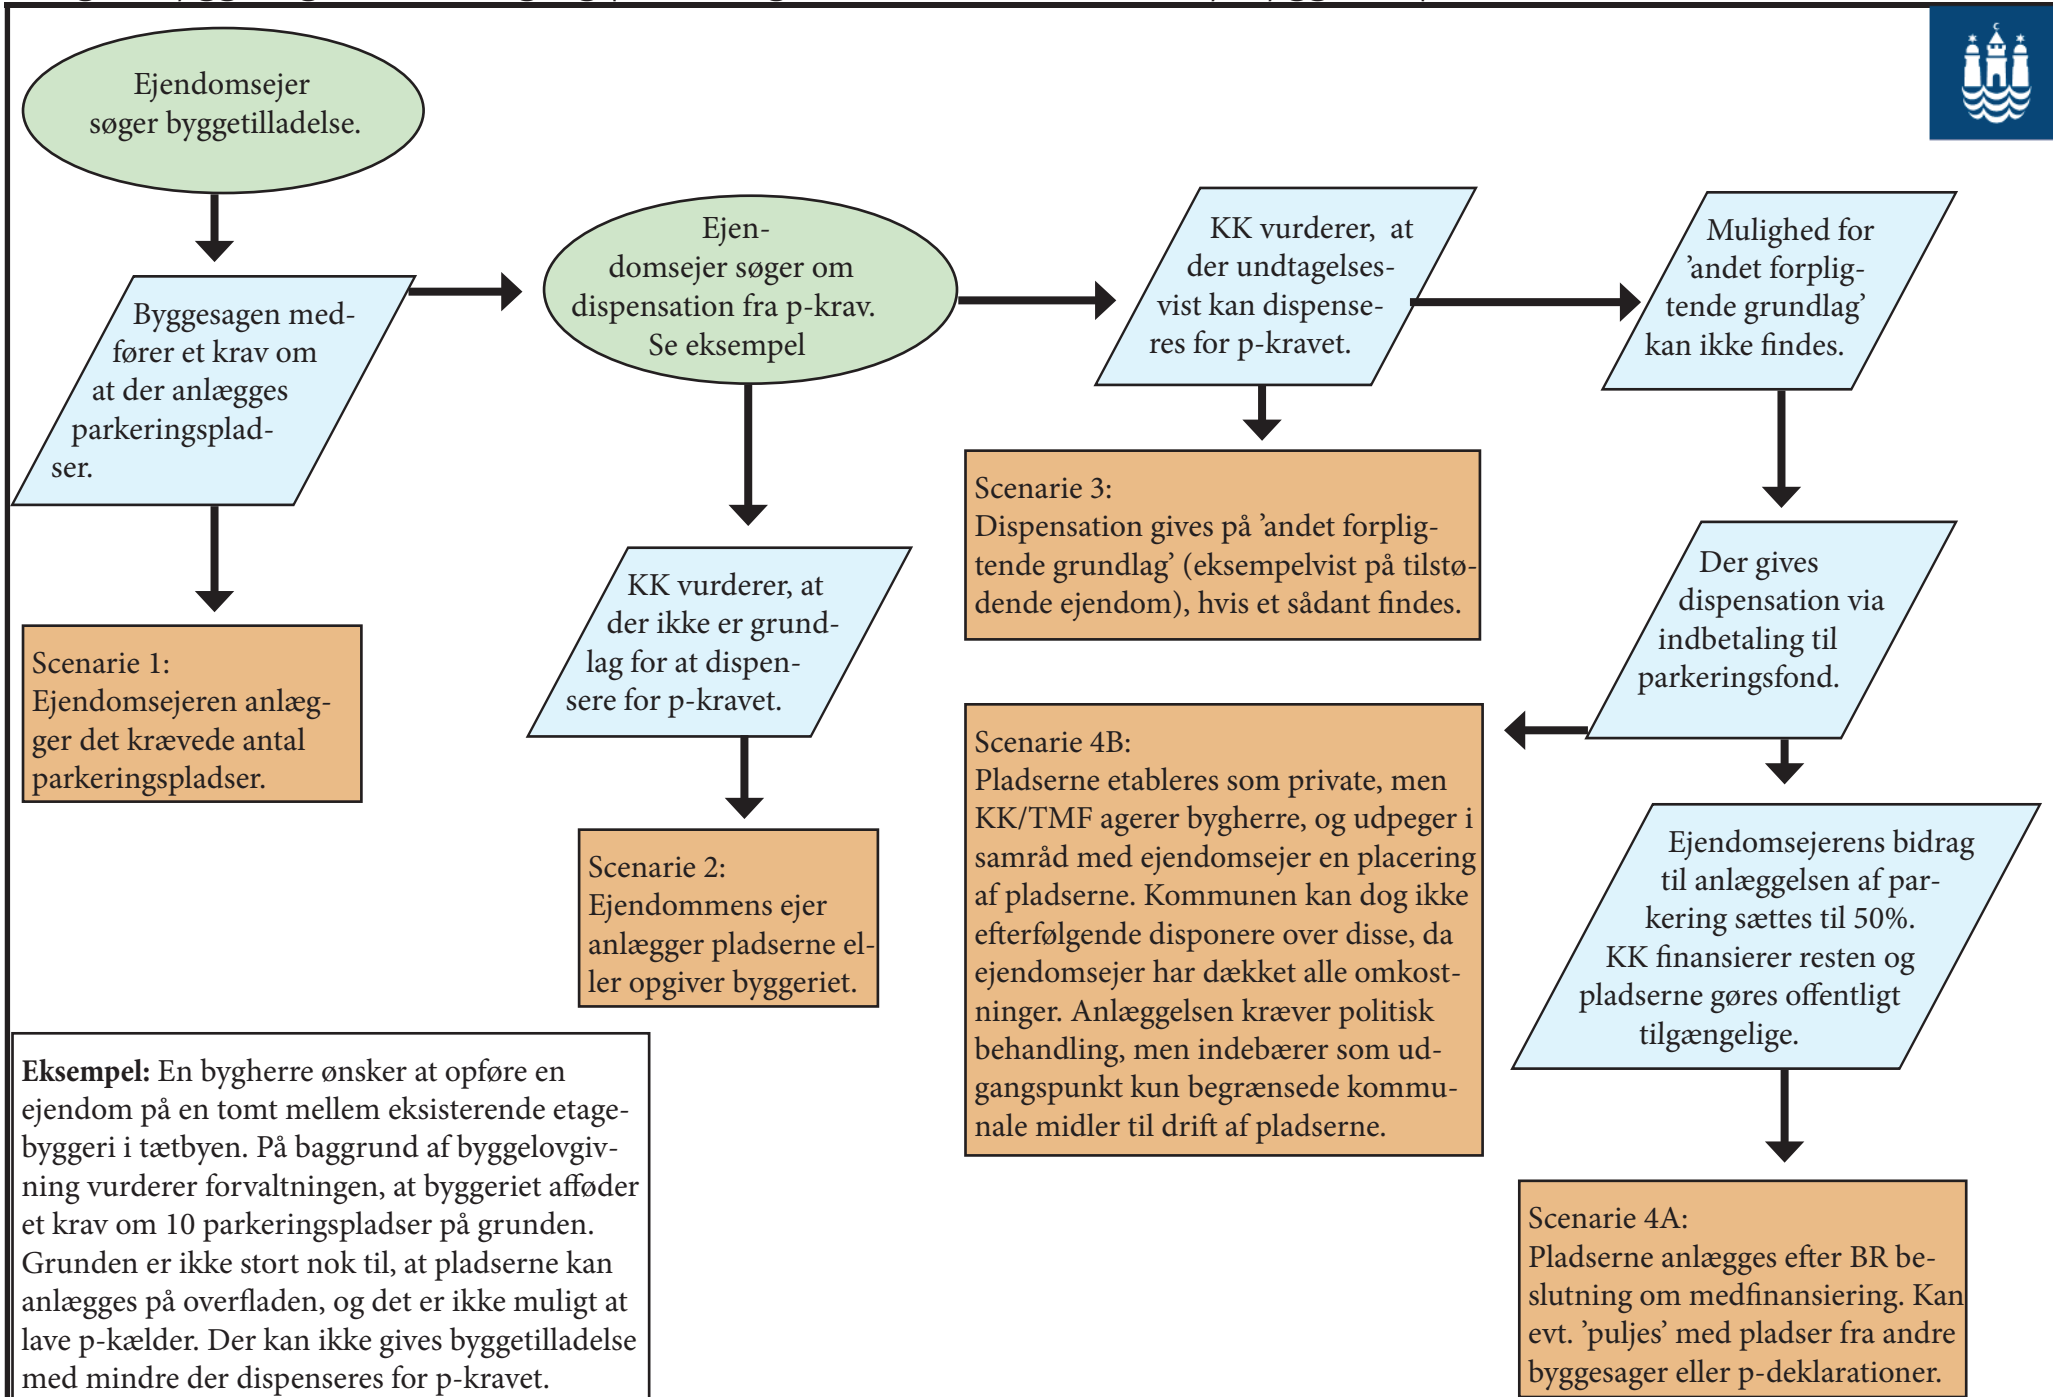 Ejendomsejer
søger byggetilladelse.
Byggesagen med-
fører et krav om
at der anlægges
parkeringsplad-
ser.
Scenarie 1:
Ejendomsejeren anlæg-
ger det krævede antal
parkeringspladser.
Ejen-
domsejer søger om
dispensation fra p-krav.
Se eksempel
KK vurderer, at
der ikke er grund-
lag for at dispen-
sere for p-kravet.
Scenarie 2:
Ejendommens ejer
anlægger pladserne el-
ler opgiver byggeriet.
KK vurderer, at
der undtagelses-
vist kan dispense-
res for p-kravet.
Scenarie 3:
Dispensation gives på ’andet forplig-
tende grundlag’ (eksempelvist på tilstø-
dende ejendom), hvis et sådant findes.
Mulighed for
’andet forplig-
tende grundlag’
kan ikke findes.
Der gives
dispensation via
indbetaling til
parkeringsfond.
Scenarie 4B:
Pladserne etableres som private, men
KK/TMF agerer bygherre, og udpeger i
samråd med ejendomsejer en placering
af pladserne. Kommunen kan dog ikke
efterfølgende disponere over disse, da
ejendomsejer har dækket alle omkost-
ninger. Anlæggelsen kræver politisk
behandling, men indebærer som ud-
gangspunkt kun begrænsede kommu-
nale midler til drift af pladserne.
Ejendomsejerens bidrag
til anlæggelsen af par-
kering sættes til 50%.
KK finansierer resten og
pladserne gøres offentligt
tilgængelige.
Scenarie 4A:
Pladserne anlægges efter BR be-
slutning om medfinansiering. Kan
evt. ’puljes’ med pladser fra andre
byggesager eller p-deklarationer.
Eksempel: En bygherre ønsker at opføre en
ejendom på en tomt mellem eksisterende etage-
byggeri i tætbyen. På baggrund af byggelovgiv-
ning vurderer forvaltningen, at byggeriet afføder
et krav om 10 parkeringspladser på grunden.
Grunden er ikke stort nok til, at pladserne kan
anlægges på overfladen, og det er ikke muligt at
lave p-kælder. Der kan ikke gives byggetilladelse
med mindre der dispenseres for p-kravet.